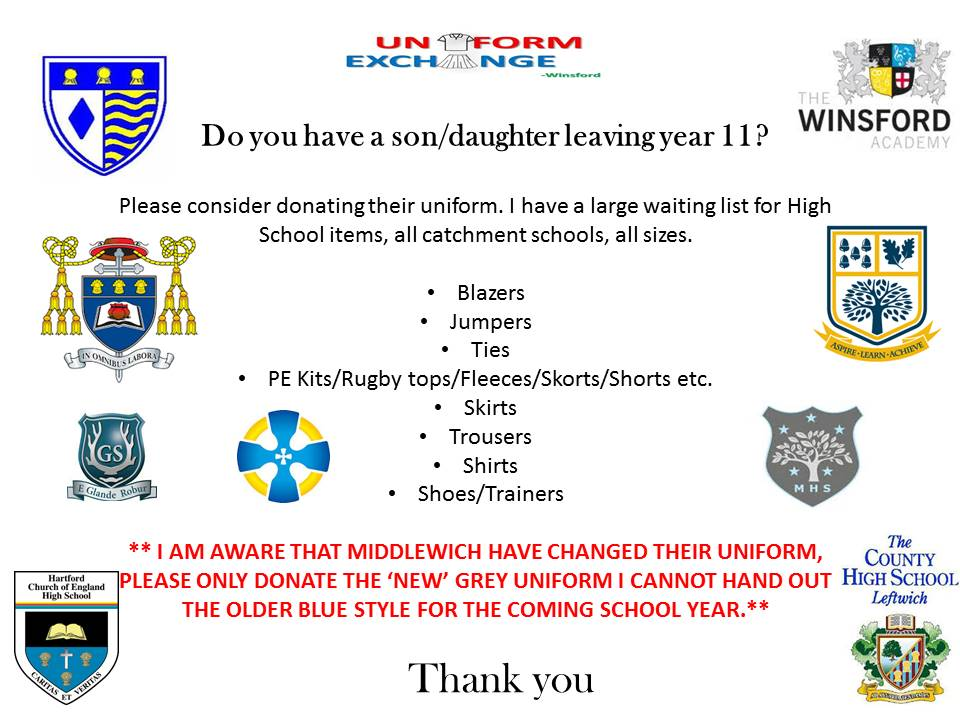 UNIFORM
EXCHANGE
-Winsford
THE
WINSFORD
ACADEMY
Do you have a son/daughter leaving year 11?
Please consider donating their uniform. I have a large waiting list for High
School items, all catchment schools, all sizes.
• Blazers
• Jumpers
• Ties
• PE Kits/Rugby tops/Fleeces/Skorts/Shorts etc.
• Skirts
• Trousers
• Shirts
• Shoes/Trainers
IN OMNIBUS LABORA
ASPIRE · LEARN · ACHIEVE
GS
E Glande Robur
MHS
** I AM AWARE THAT MIDDLEWICH HAVE CHANGED THEIR UNIFORM,
PLEASE ONLY DONATE THE ‘NEW’ GREY UNIFORM I CANNOT HAND OUT
THE OLDER BLUE STYLE FOR THE COMING SCHOOL YEAR.**
Hartford
Church of England
High School
CARITAS ET VERITAS
The
COUNTY
HIGH SCHOOL
Leftwich
Thank you